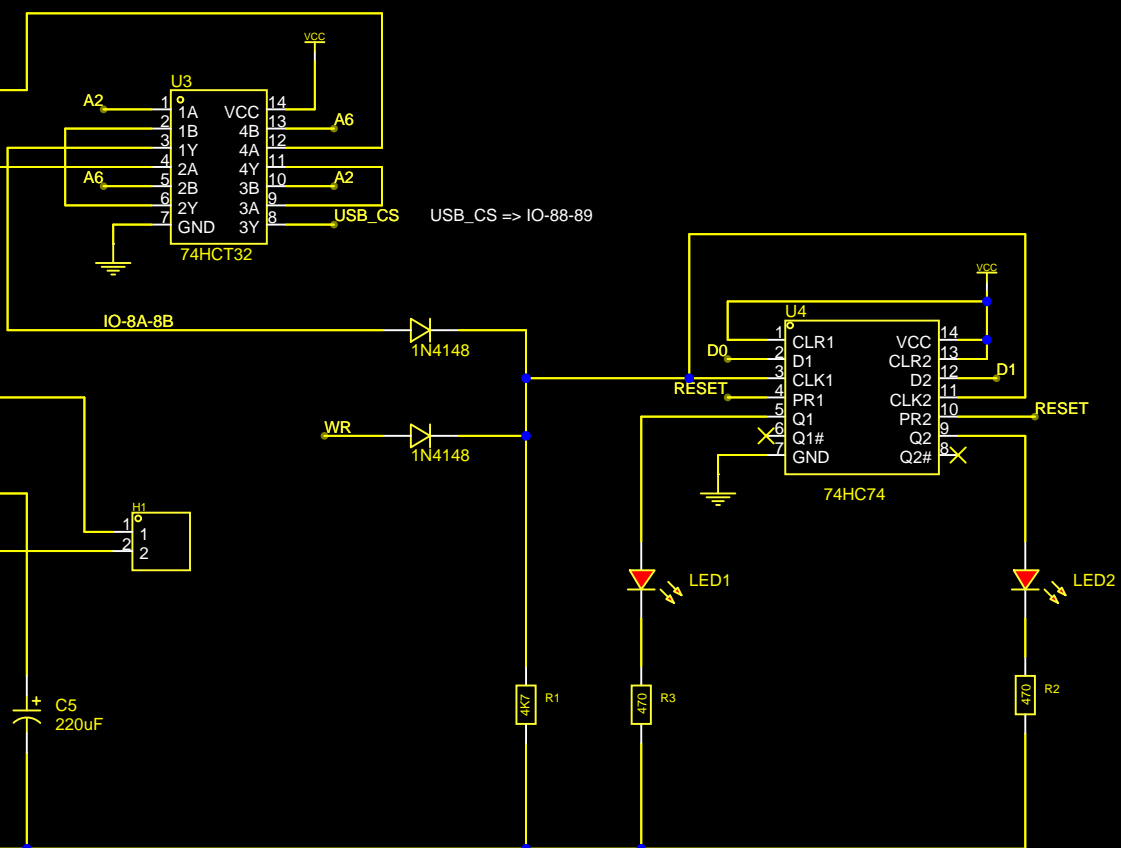 VCC
U3
A2
1 1A VCC 14
2 1B 4B 13 A6
3 1Y 4A 12
4 2A 4Y 11
A6 5 2B 3B 10 A2
6 2Y 3A 9
7 GND 3Y 8 USB_CS
74HCT32
USB_CS => IO-88-89
IO-8A-8B
1N4148
WR
1N4148
VCC
U4
1 CLR1 VCC 14
D0 2 D1 CLR2 13
3 CLK1 D2 12 D1
RESET 4 PR1 CLK2 11
5 Q1 PR2 10 RESET
6 Q1# Q2 9
7 GND Q2# 8
74HC74
H1
1 1
2 2
LED1
LED2
+ C5
220uF
4K7 R1
470 R3
470 R2